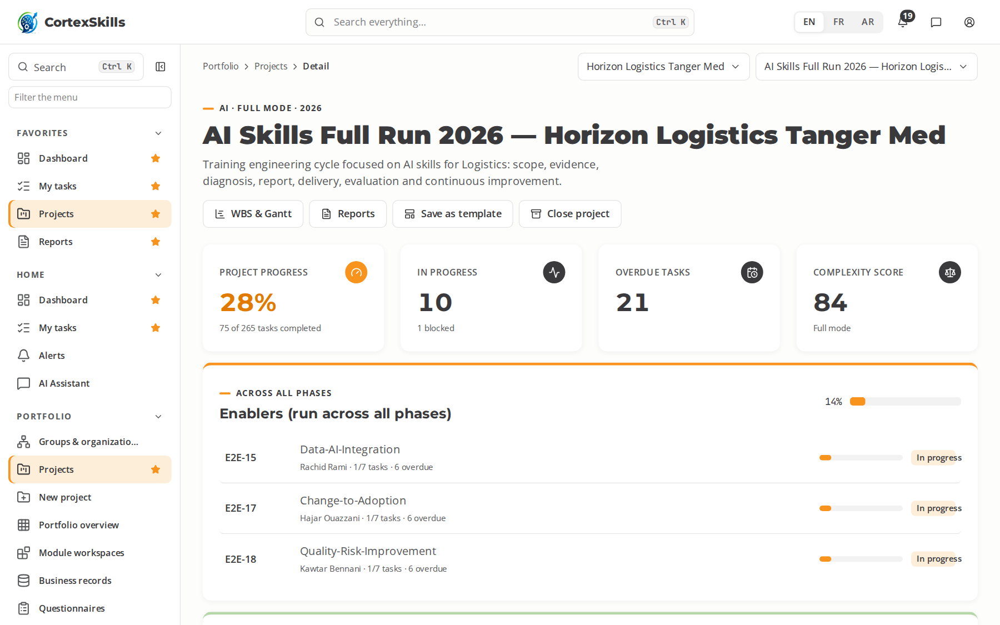 CortexSkills
Search everything...
Ctrl K
EN
FR
AR
19
Search
Ctrl K
Filter the menu
FAVORITES
Dashboard
My tasks
Projects
Reports
HOME
Dashboard
My tasks
Alerts
AI Assistant
PORTFOLIO
Groups & organizatio...
Projects
New project
Portfolio overview
Module workspaces
Business records
Questionnaires
Portfolio > Projects > Detail
Horizon Logistics Tanger Med
AI Skills Full Run 2026 — Horizon Logis...
AI · FULL MODE · 2026
AI Skills Full Run 2026 — Horizon Logistics Tanger Med
Training engineering cycle focused on AI skills for Logistics: scope, evidence,
diagnosis, report, delivery, evaluation and continuous improvement.
WBS & Gantt
Reports
Save as template
Close project
PROJECT PROGRESS
28%
75 of 265 tasks completed
IN PROGRESS
10
1 blocked
OVERDUE TASKS
21
COMPLEXITY SCORE
84
Full mode
ACROSS ALL PHASES
Enablers (run across all phases)
14%
E2E-15
Data-AI-Integration
Rachid Rami · 1/7 tasks · 6 overdue
In progress
E2E-17
Change-to-Adoption
Hajar Ouazzani · 1/7 tasks · 6 overdue
In progress
E2E-18
Quality-Risk-Improvement
Kawtar Bennani · 1/7 tasks · 6 overdue
In progress